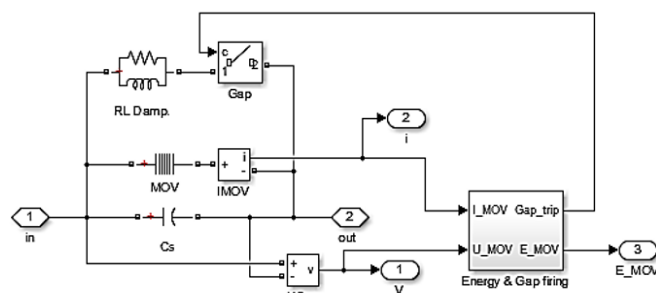 c
1
2
Gap
RL Damp.
2
i
+
i
-
MOV
IMOV
I_MOV
Gap_trip
U_MOV
E_MOV
1
in
Cs
2
out
+
-
v
1
V
3
E_MOV
Energy & Gap firing